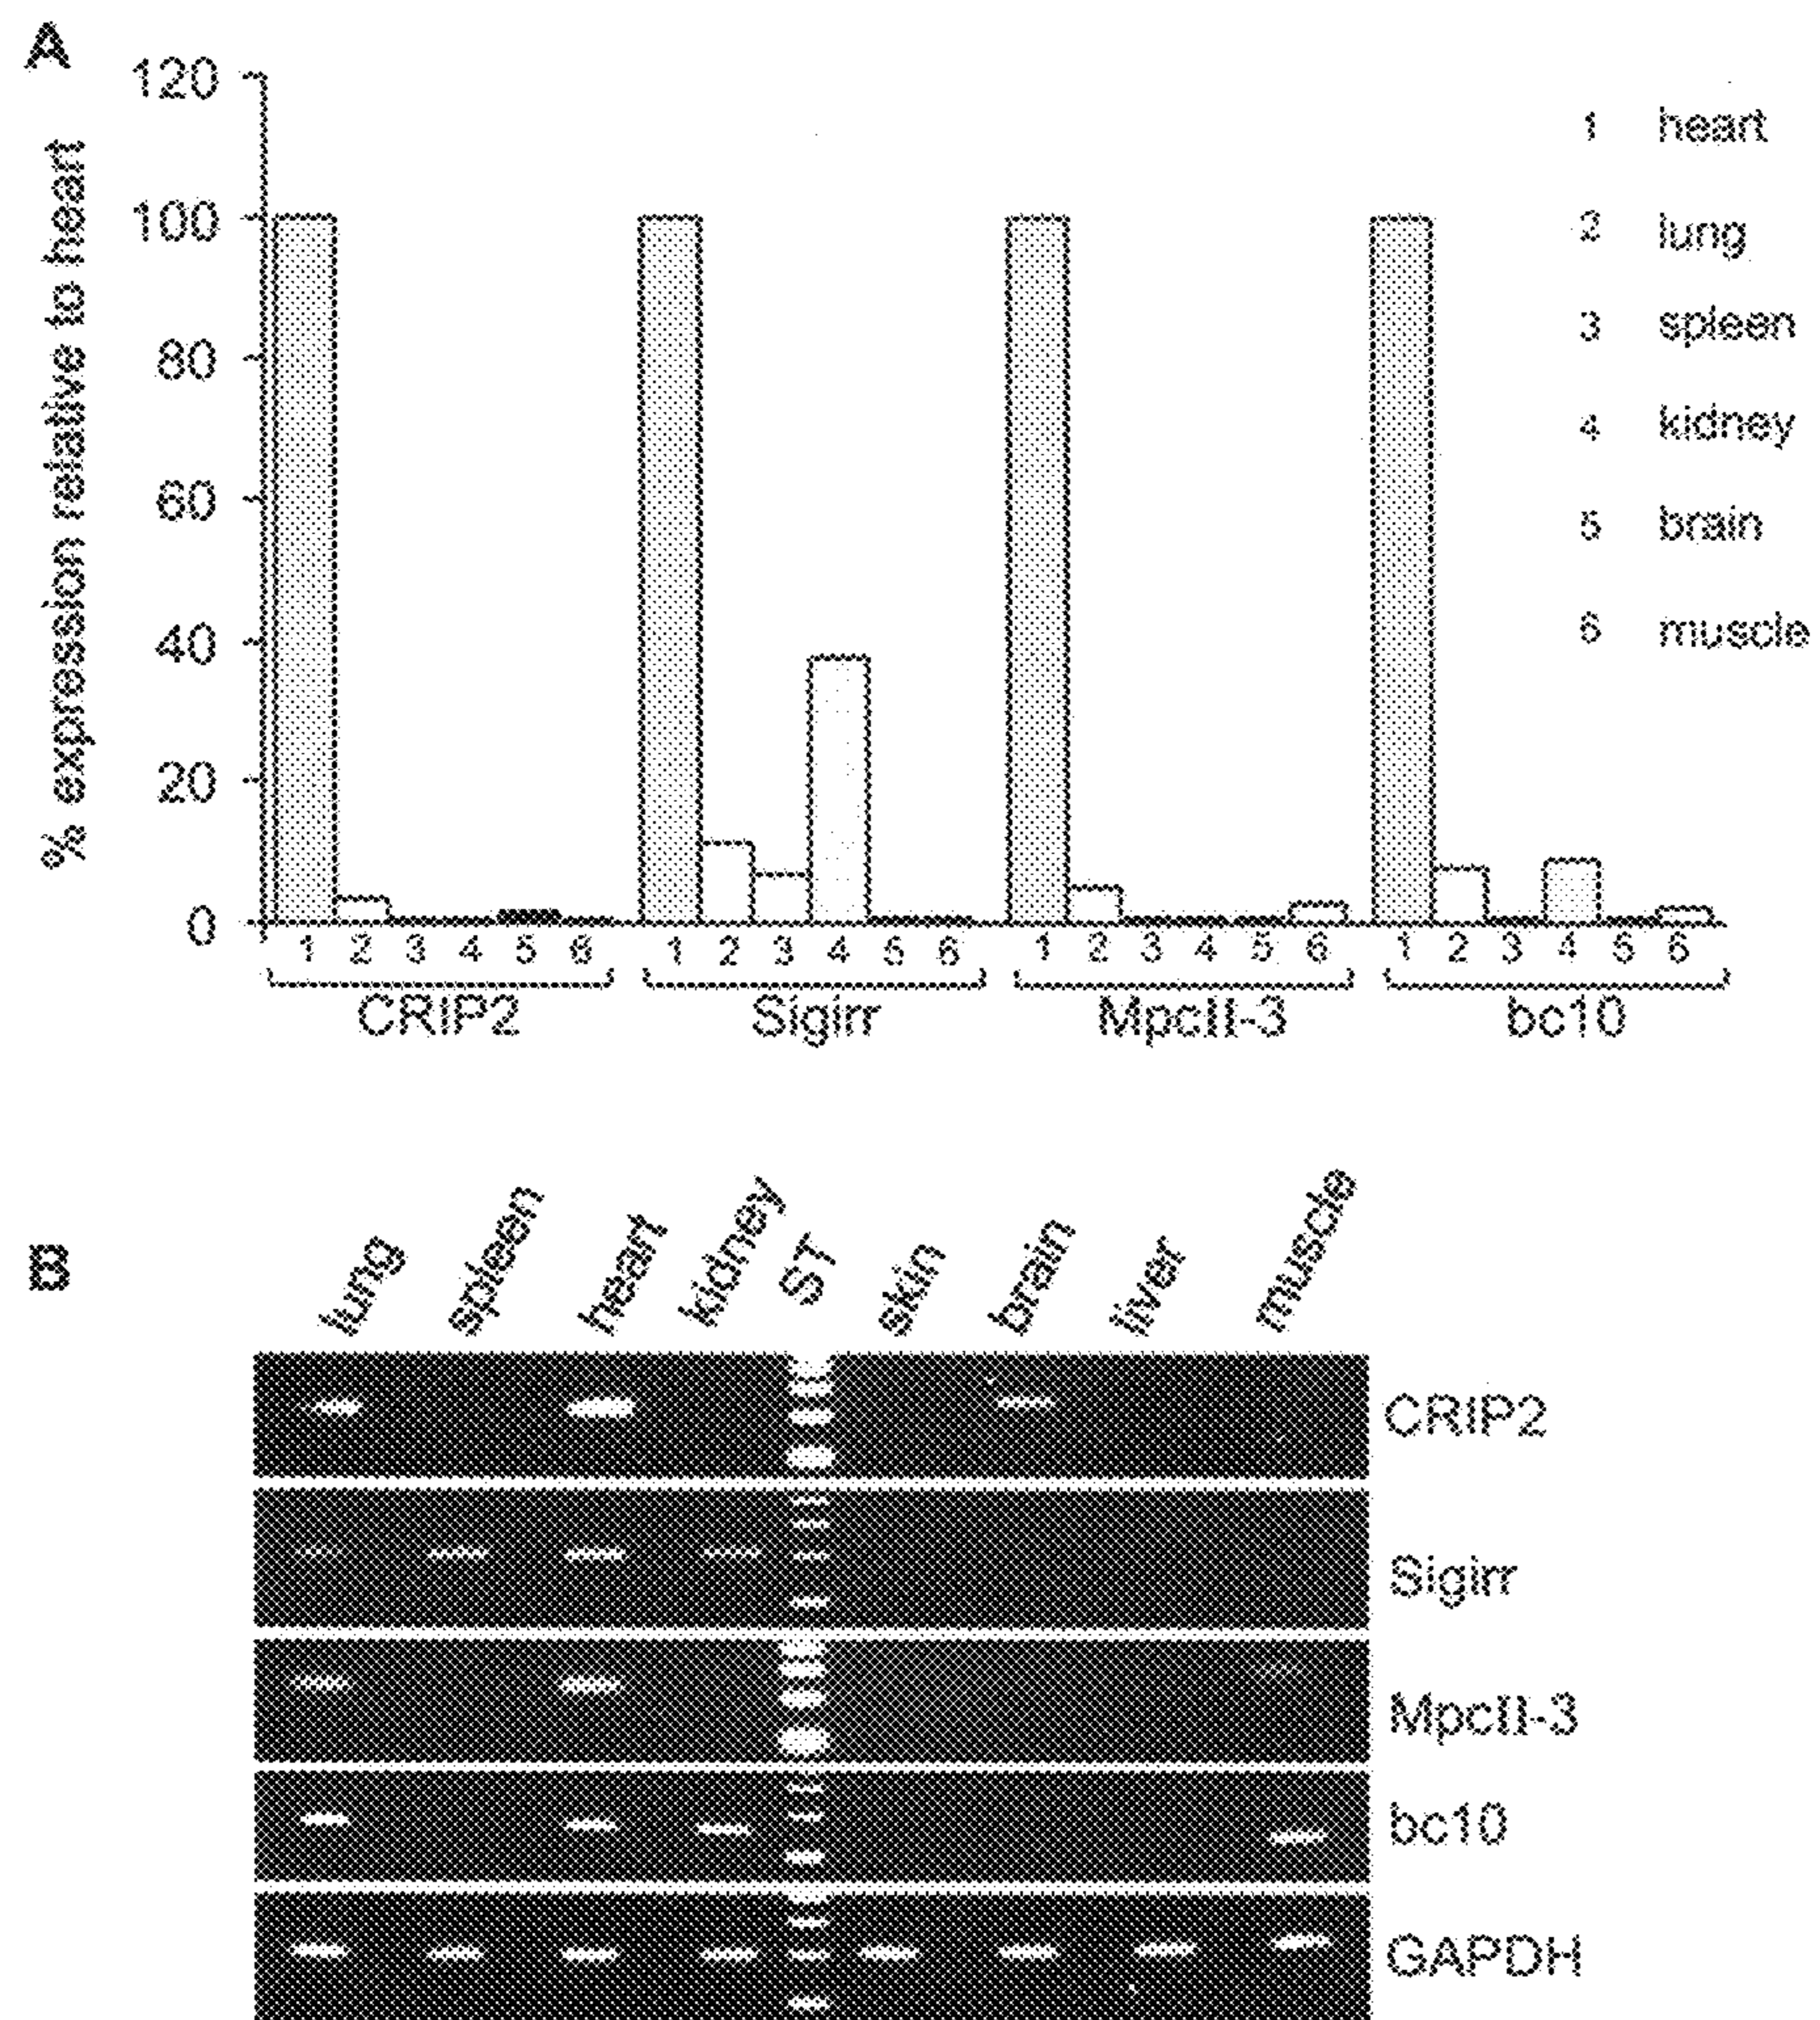 A
120
100
80
60
40
20
0
% expression relative to heart
1 heart
2 lung
3 spleen
4 kidney
5 brain
6 muscle
1 2 3 4 5 6 1 2 3 4 5 6 1 2 3 4 5 6 1 2 3 4 5 6
CRIP2 Sigirr MpcII-3 bc10
B
lung spleen heart kidney ST skin brain liver muscle
CRIP2
Sigirr
MpcII-3
bc10
GAPDH